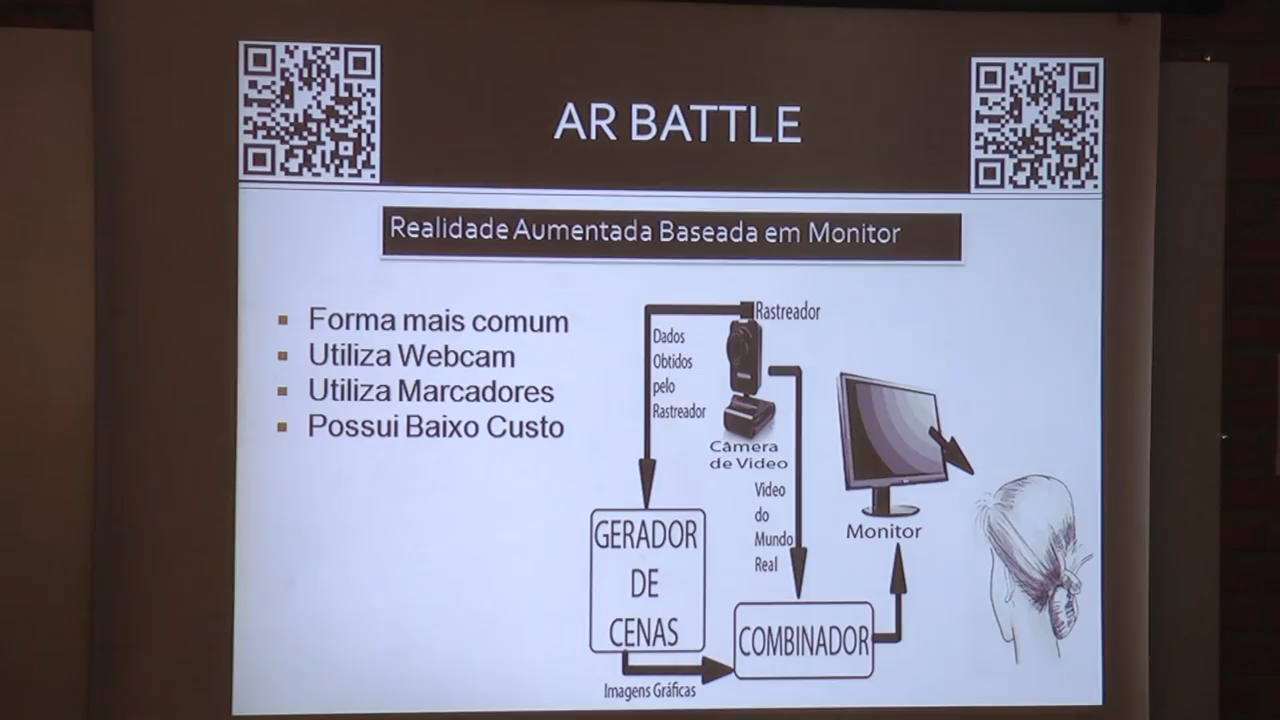 AR BATTLE
Realidade Aumentada Baseada em Monitor
Forma mais comum
Utiliza Webcam
Utiliza Marcadores
Possui Baixo Custo
Rastreador
Dados
Obtidos
pelo
Rastreador
Câmera
de Video
Video
do
Mundo
Real
Monitor
GERADOR
DE
CENAS
COMBINADOR
Imagens Gráficas